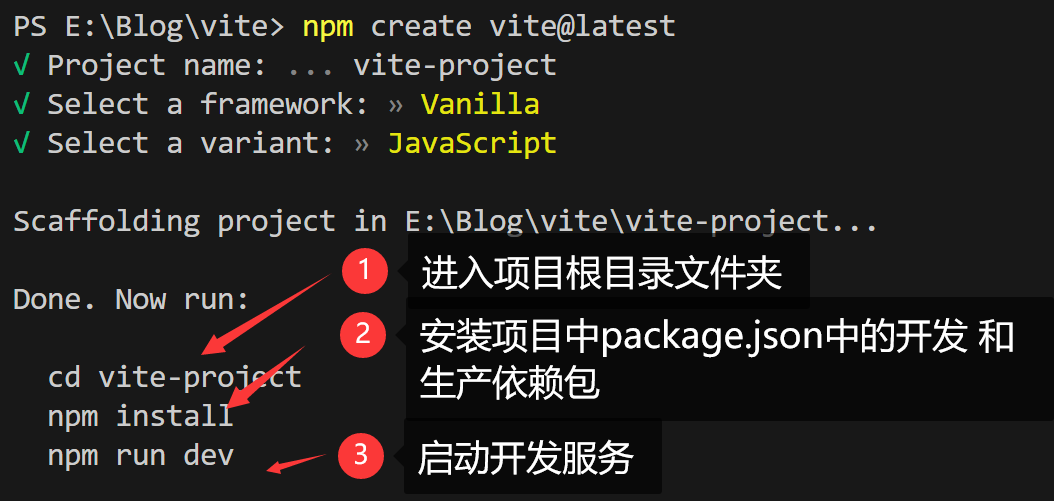 PS E:\Blog\vite> npm create vite@latest
√ Project name: ... vite-project
√ Select a framework: » Vanilla
√ Select a variant: » JavaScript
Scaffolding project in E:\Blog\vite\vite-project...
1 进入项目根目录文件夹
Done. Now run:
2 安装项目中package.json中的开发 和
生产依赖包
cd vite-project
npm install
npm run dev
3 启动开发服务